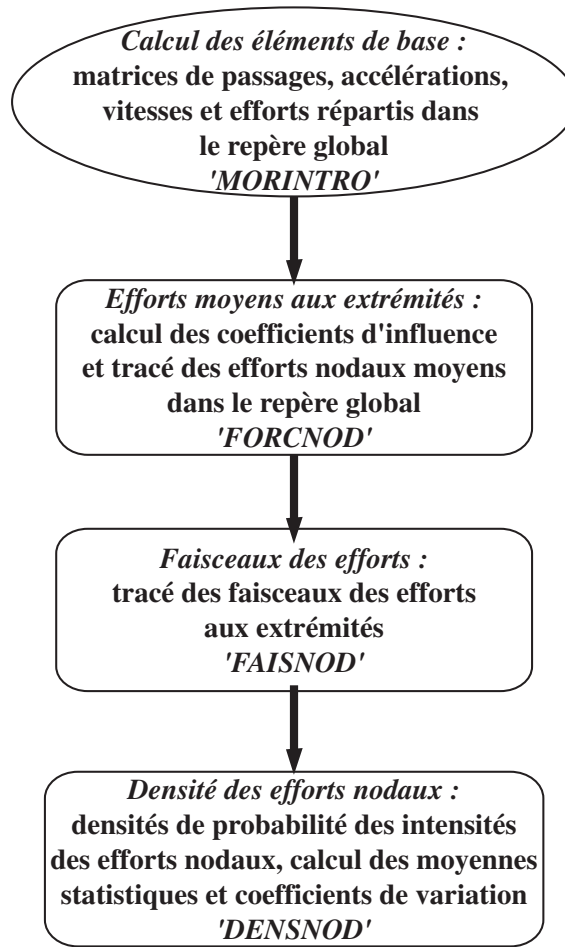 Calcul des éléments de base :
matrices de passages, accélérations,
vitesses et efforts répartis dans
le repère global
'MORINTRO'
Efforts moyens aux extrémités :
calcul des coefficients d'influence
et tracé des efforts nodaux moyens
dans le repère global
'FORCNOD'
Faisceaux des efforts :
tracé des faisceaux des efforts
aux extrémités
'FAISNOD'
Densité des efforts nodaux :
densités de probabilité des intensités
des efforts nodaux, calcul des moyennes
statistiques et coefficients de variation
'DENSNOD'